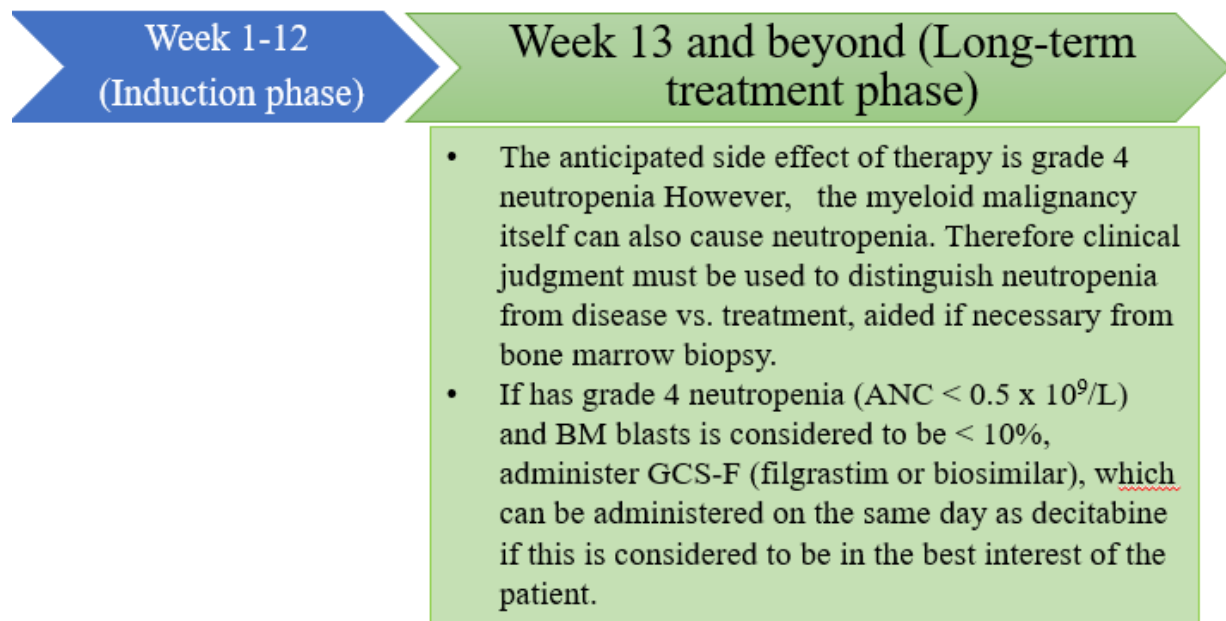 Week 1-12
(Induction phase)
Week 13 and beyond (Long-term
treatment phase)
• The anticipated side effect of therapy is grade 4
neutropenia However, the myeloid malignancy
itself can also cause neutropenia. Therefore clinical
judgment must be used to distinguish neutropenia
from disease vs. treatment, aided if necessary from
bone marrow biopsy.
• If has grade 4 neutropenia (ANC < 0.5 x 10⁹/L)
and BM blasts is considered to be < 10%,
administer GCS-F (filgrastim or biosimilar), which
can be administered on the same day as decitabine
if this is considered to be in the best interest of the
patient.